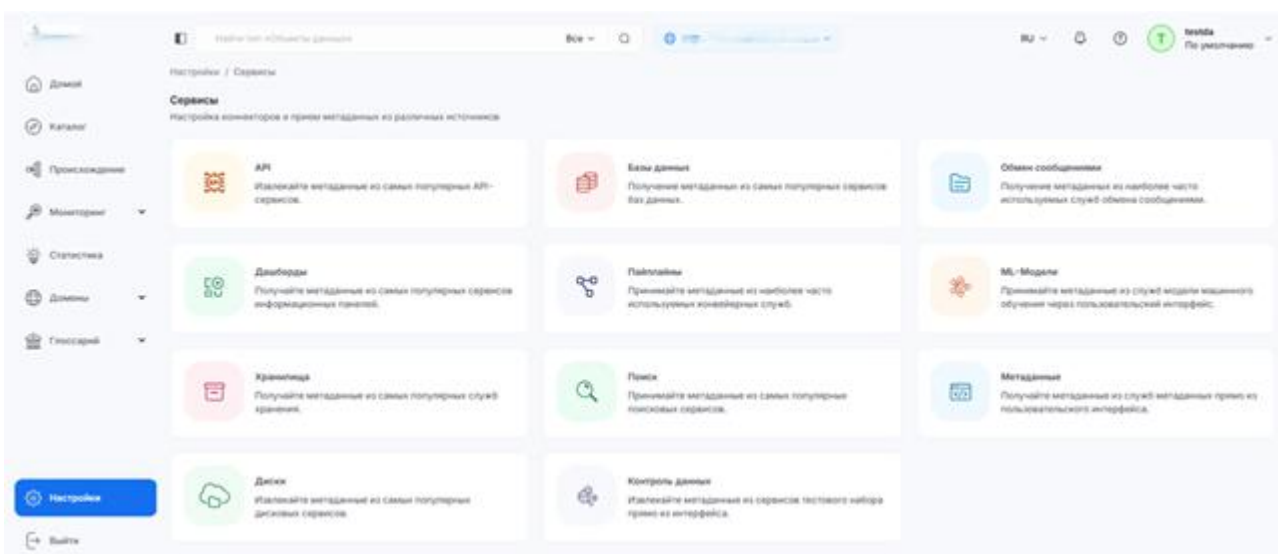 Найти тип «Объекты данных»
Все
RU
T
testda
По умолчанию
Домой
Каталог
Происхождение
Мониторинг
Статистика
Домены
Глоссарий
Настройки
Выйти
Настройки / Сервисы
Сервисы
Настройка коннекторов и прием метаданных из различных источников
API
Извлекайте метаданные из самых популярных API-
сервисов.
Базы данных
Получение метаданных из самых популярных сервисов
баз данных.
Обмен сообщениями
Получение метаданных из наиболее часто
используемых служб обмена сообщениями.
Дашборды
Получайте метаданные из самых популярных сервисов
информационных панелей.
Пайплайны
Принимайте метаданные из наиболее часто
используемых конвейерных служб.
ML-Модели
Принимайте метаданные из служб модели машинного
обучения через пользовательский интерфейс.
Хранилища
Получайте метаданные из самых популярных служб
хранения.
Поиск
Принимайте метаданные из самых популярных
поисковых сервисов.
Метаданные
Получайте метаданные из служб метаданных прямо из
пользовательского интерфейса.
Диски
Извлекайте метаданные из самых популярных
дисковых сервисов.
Контроль данных
Извлекайте метаданные из сервисов тестового набора
прямо из интерфейса.